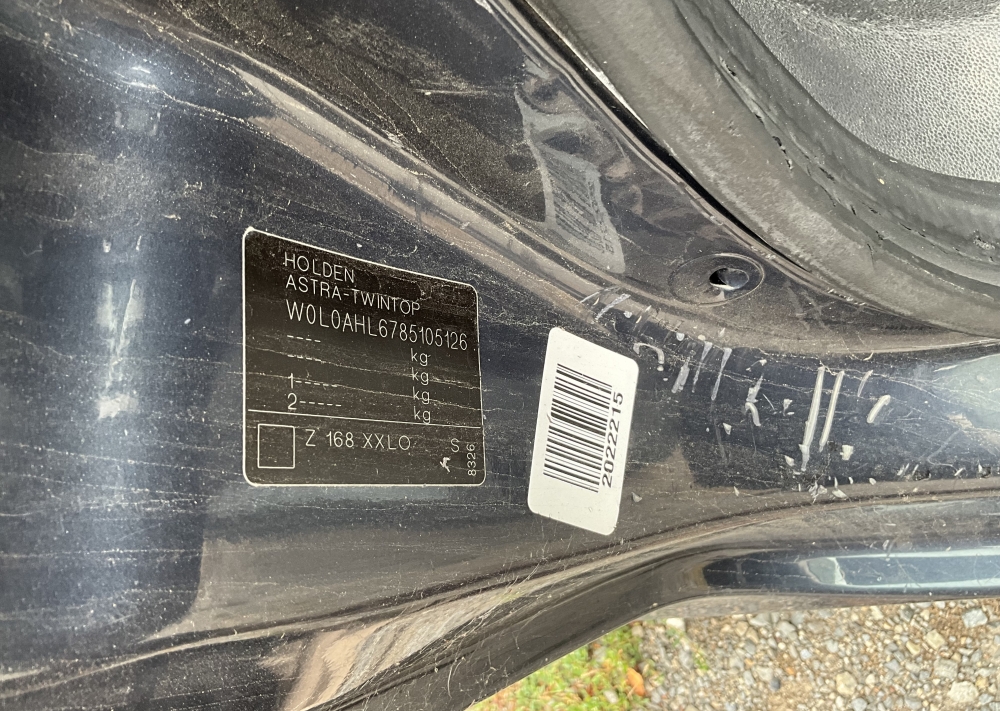 HOLDEN
ASTRA-TWINTOP
W0L0AHL6785105126
---- kg
---- kg
1----- kg
2----- kg
Z 168 XXLO S
8326
2022215